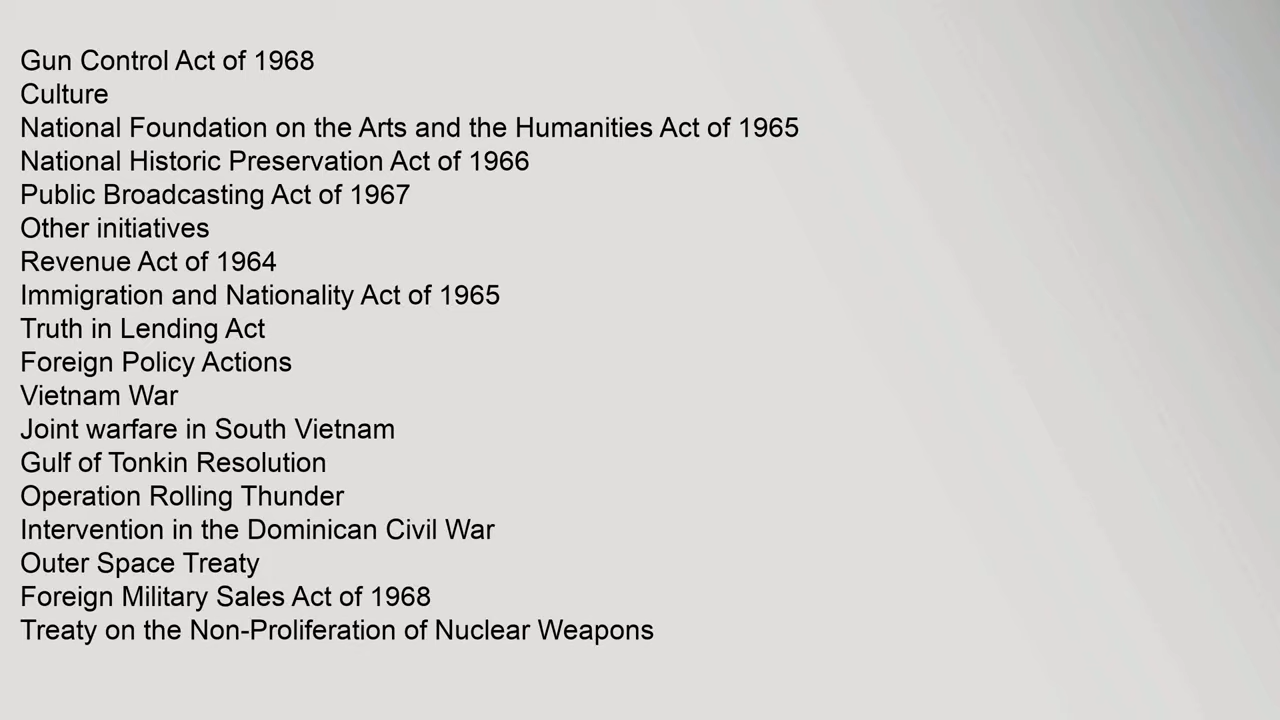 Gun Control Act of 1968
Culture
National Foundation on the Arts and the Humanities Act of 1965
National Historic Preservation Act of 1966
Public Broadcasting Act of 1967
Other initiatives
Revenue Act of 1964
Immigration and Nationality Act of 1965
Truth in Lending Act
Foreign Policy Actions
Vietnam War
Joint warfare in South Vietnam
Gulf of Tonkin Resolution
Operation Rolling Thunder
Intervention in the Dominican Civil War
Outer Space Treaty
Foreign Military Sales Act of 1968
Treaty on the Non-Proliferation of Nuclear Weapons